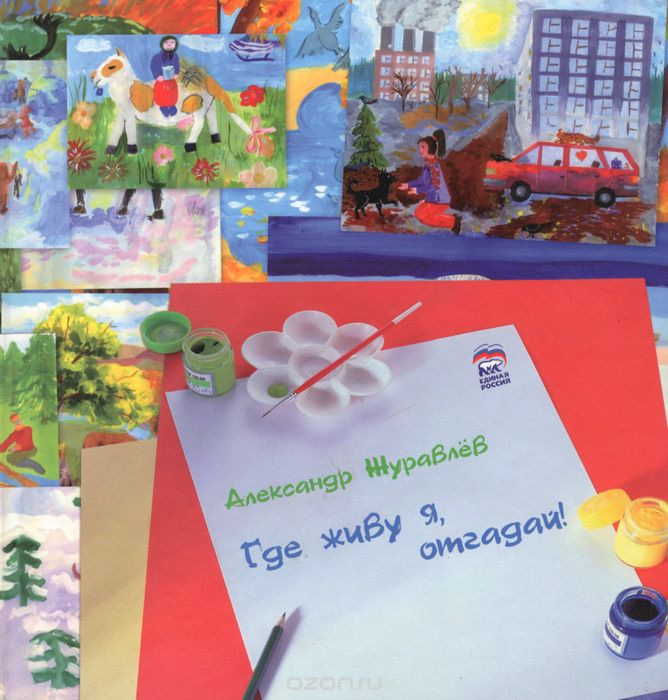 ЕДИНАЯ
РОССИЯ
Александр Журавлёв
Где живу я,
отгадай!
ozon.ru